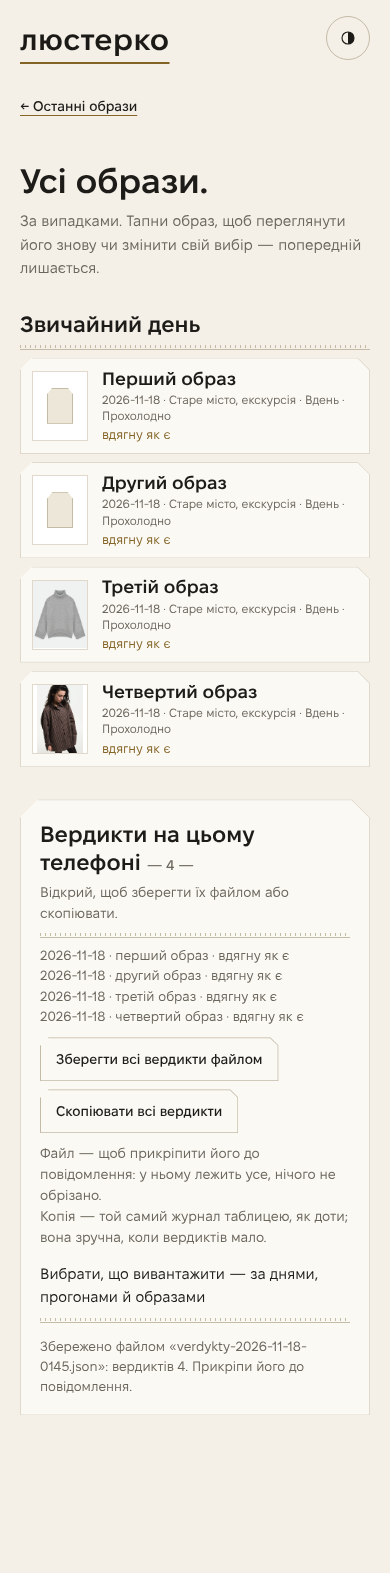 люстерко
← Останні образи
Усі образи.
За випадками. Тапни образ, щоб переглянути
його знову чи змінити свій вибір — попередній
лишається.
Звичайний день
Перший образ
2026-11-18 · Старе місто, екскурсія · Вдень ·
Прохолодно
вдягну як є
Другий образ
2026-11-18 · Старе місто, екскурсія · Вдень ·
Прохолодно
вдягну як є
Третій образ
2026-11-18 · Старе місто, екскурсія · Вдень ·
Прохолодно
вдягну як є
Четвертий образ
2026-11-18 · Старе місто, екскурсія · Вдень ·
Прохолодно
вдягну як є
Вердикти на цьому
телефоні — 4 —
Відкрий, щоб зберегти їх файлом або
скопіювати.
2026-11-18 · перший образ · вдягну як є
2026-11-18 · другий образ · вдягну як є
2026-11-18 · третій образ · вдягну як є
2026-11-18 · четвертий образ · вдягну як є
Зберегти всі вердикти файлом
Скопіювати всі вердикти
Файл — щоб прикріпити його до
повідомлення: у ньому лежить усе, нічого не
обрізано.
Копія — той самий журнал таблицею, як доти;
вона зручна, коли вердиктів мало.
Вибрати, що вивантажити — за днями,
прогонами й образами
Збережено файлом «verdykty-2026-11-18-
0145.json»: вердиктів 4. Прикріпи його до
повідомлення.